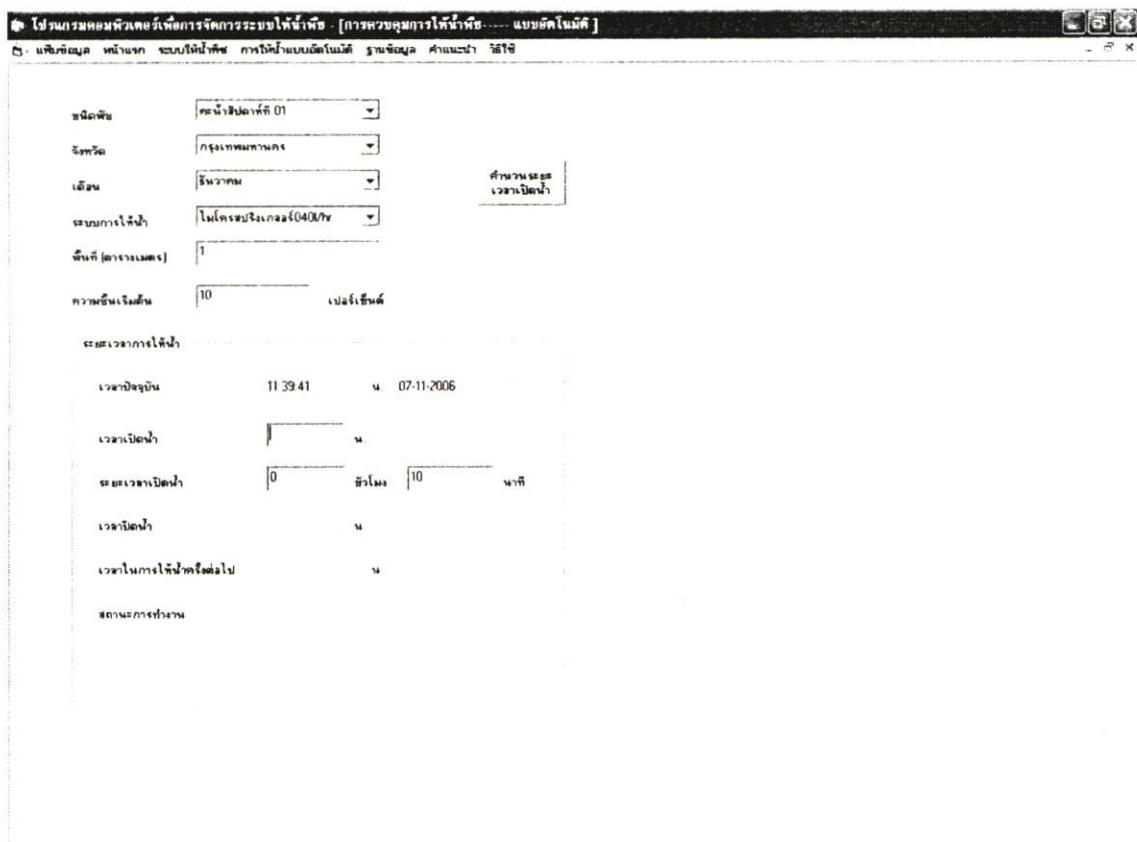 โปรแกรมคอมพิวเตอร์เพื่อการจัดการระบบให้น้ำพืช - [การควบคุมการให้น้ำพืช----- แบบอัตโนมัติ ]
แฟ้มข้อมูล หน้าแรก ระบบให้น้ำพืช การให้น้ำแบบอัตโนมัติ ฐานข้อมูล คำแนะนำ วิธีใช้
ชนิดพืช คะน้าสัปดาห์ที่ 01
จังหวัด กรุงเทพมหานคร
เดือน ธันวาคม
คำนวนระยะ
เวลาเปิดน้ำ
ระบบการให้น้ำ ไมโครสปริงเกลอร์040l/hr
พื้นที่ (ตารางเมตร) 1
ความชื้นเริ่มต้น 10 เปอร์เซ็นต์
ระยะเวลาการให้น้ำ
เวลาปัจจุบัน 11:39:41 น. 07-11-2006
เวลาเปิดน้ำ น.
ระยะเวลาเปิดน้ำ 0 ชั่วโมง 10 นาที
เวลาปิดน้ำ น
เวลาในการให้น้ำครั้งต่อไป น
สถานะการทำงาน